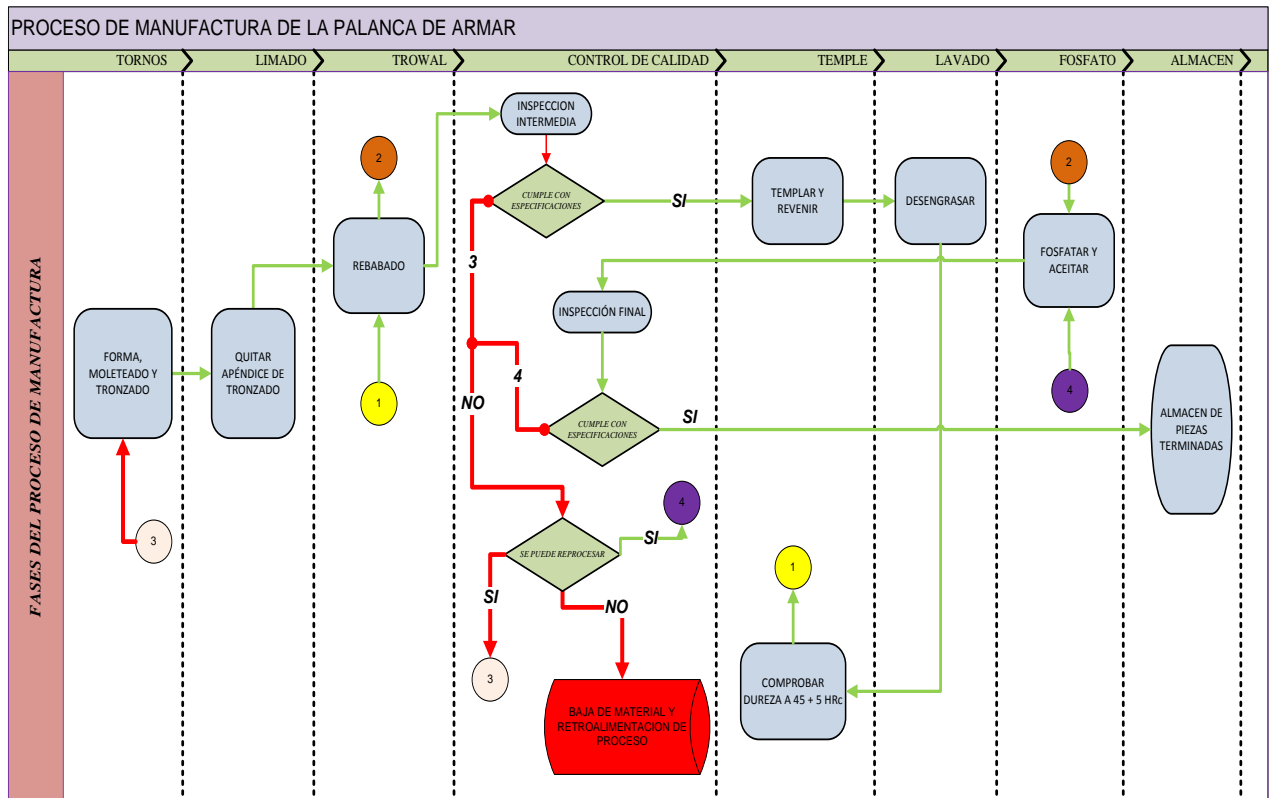 PROCESO DE MANUFACTURA DE LA PALANCA DE ARMAR
TORNOS
LIMADO
TROWAL
CONTROL DE CALIDAD
TEMPLE
LAVADO
FOSFATO
ALMACEN
FASES DEL PROCESO DE MANUFACTURA
FORMA,
MOLETEADO Y
TRONZADO
3
QUITAR
APÉNDICE DE
TRONZADO
2
REBABADO
1
INSPECCION
INTERMEDIA
CUMPLE CON
ESPECIFICACIONES
SI
3
INSPECCIÓN FINAL
4
NO
CUMPLE CON
ESPECIFICACIONES
SI
4
SE PUEDE REPROCESAR
SI
SI
NO
3
BAJA DE MATERIAL Y
RETROALIMENTACION DE
PROCESO
TEMPLAR Y
REVENIR
1
COMPROBAR
DUREZA A 45 + 5 HRc
DESENGRASAR
2
FOSFATAR Y
ACEITAR
4
ALMACEN DE
PIEZAS
TERMINADAS